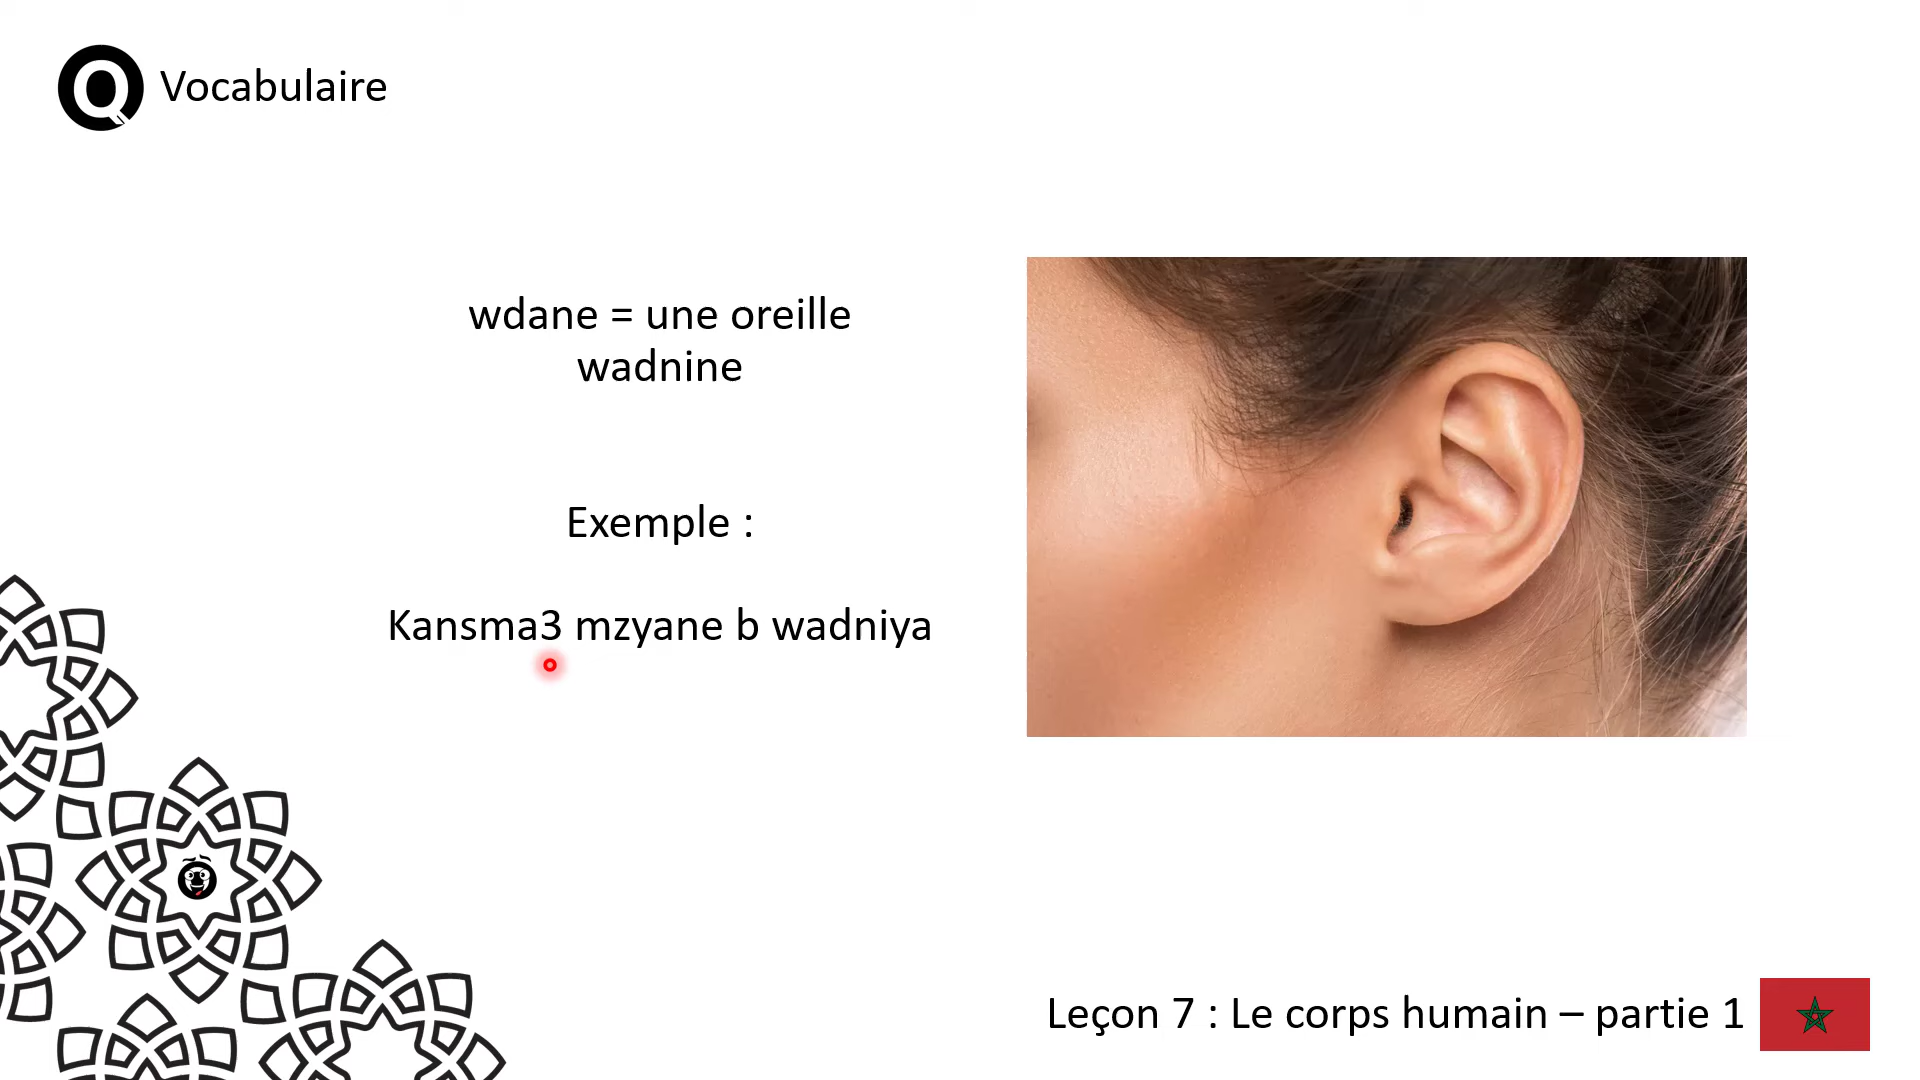 Q Vocabulaire
wdane = une oreille
wadnine
Exemple :
Kansma3 mzyane b wadniya
Leçon 7 : Le corps humain – partie 1